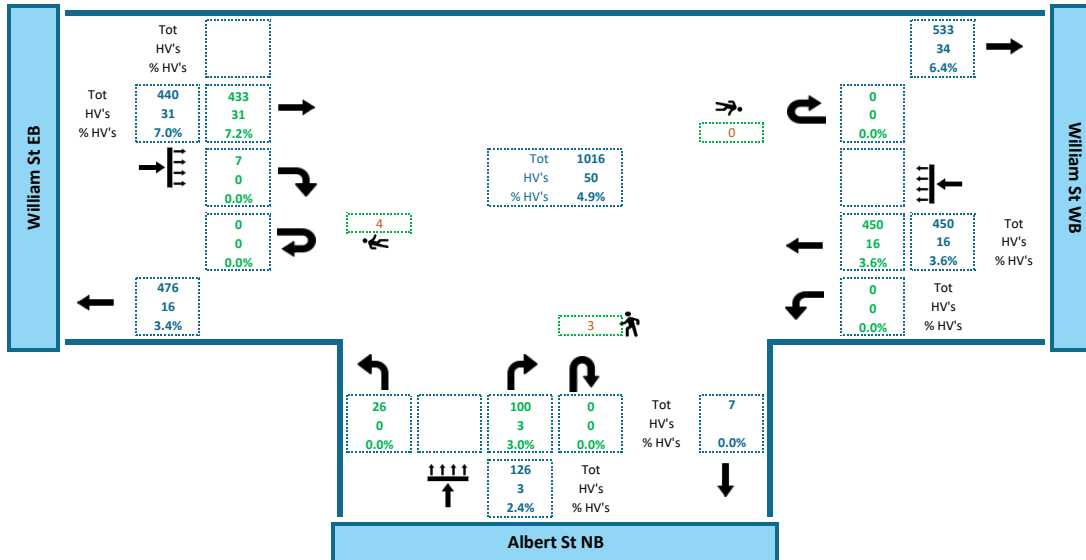 Tot
HV's
% HV's
533
34
6.4%
Tot 440 433
HV's 31 31
% HV's 7.0% 7.2%
0
0
0.0%
0
William St EB
William St WB
7
0
0.0%
Tot 1016
HV's 50
% HV's 4.9%
0
0
0.0%
4
450 450 Tot
16 16 HV's
3.6% 3.6% % HV's
476
16
3.4%
0 Tot
0 HV's
0.0% % HV's
3
26 100 0 Tot 7
0 3 0 HV's
0.0% 3.0% 0.0% % HV's 0.0%
126 Tot
3 HV's
2.4% % HV's
Albert St NB